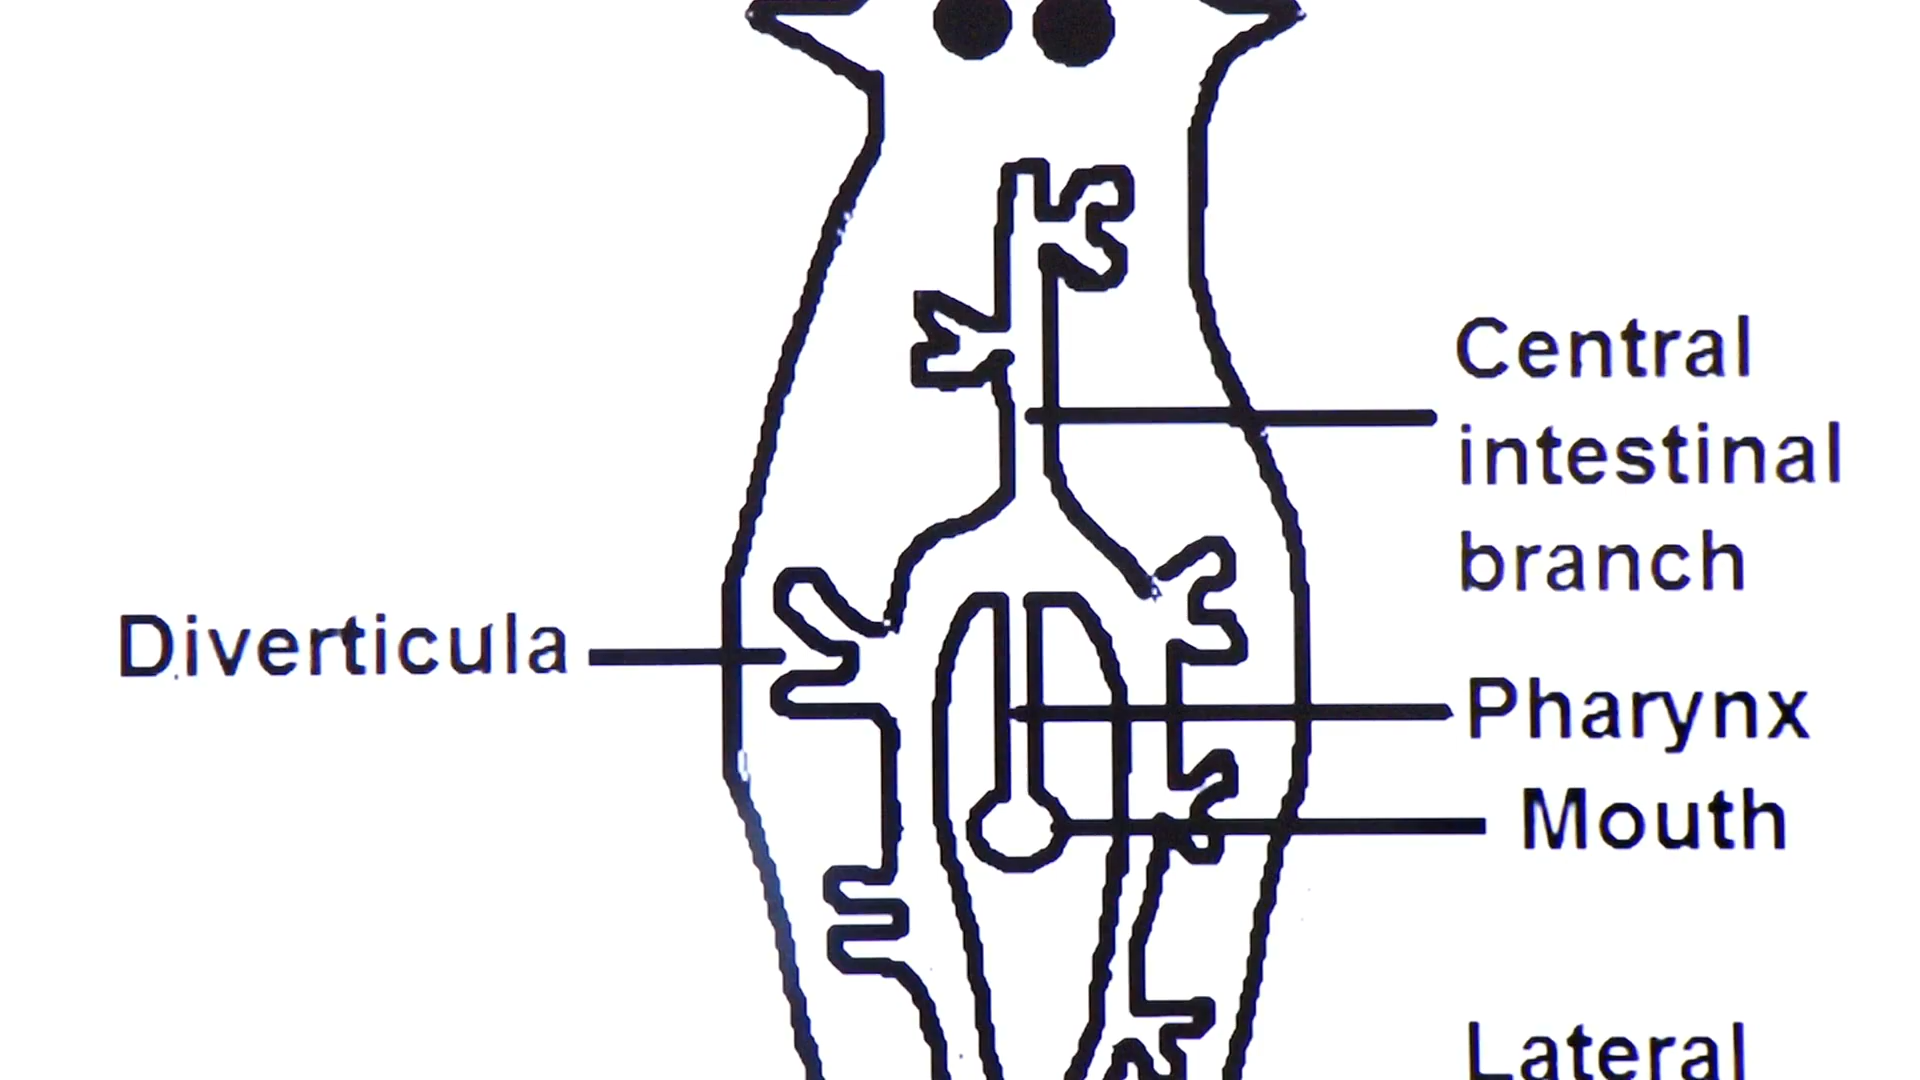 Central
intestinal
branch
Diverticula
Pharynx
Mouth
Lateral